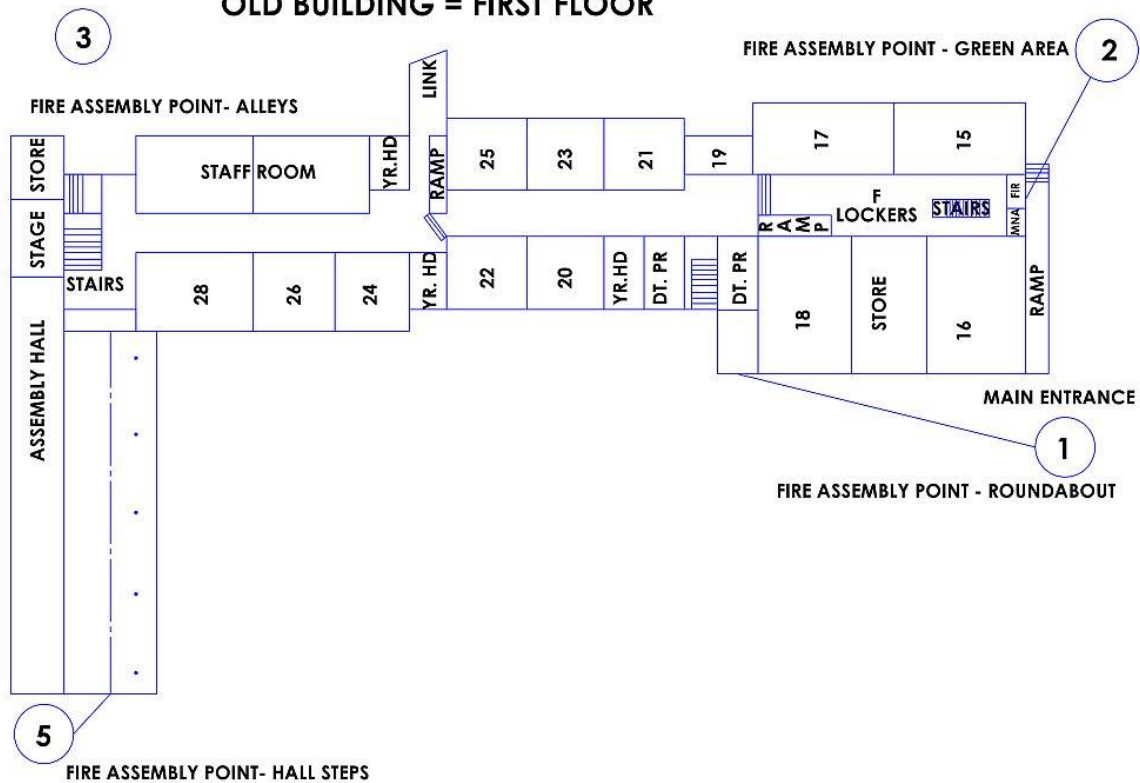 OLD BUILDING = FIRST FLOOR
3
FIRE ASSEMBLY POINT - GREEN AREA
2
FIRE ASSEMBLY POINT- ALLEYS
LINK
STORE
STAFF ROOM
YR.HD
RAMP
25
23
21
19
17
15
STAGE
STAIRS
F
LOCKERS
STAIRS
FIR
MNA
RAMP
RAMP
28
26
24
YR. HD
22
20
YR.HD
DT. PR
DT. PR
18
STORE
16
ASSEMBLY HALL
MAIN ENTRANCE
1
FIRE ASSEMBLY POINT - ROUNDABOUT
5
FIRE ASSEMBLY POINT- HALL STEPS